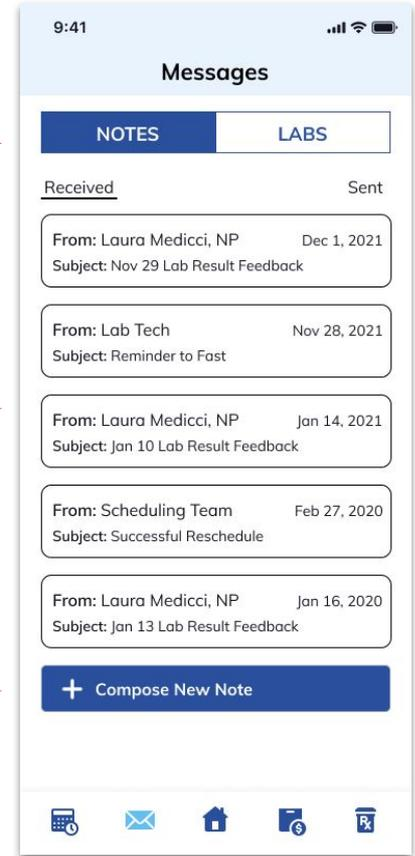 9:41
Messages
NOTES LABS
Received Sent
From: Laura Medicci, NP Dec 1, 2021
Subject: Nov 29 Lab Result Feedback
From: Lab Tech Nov 28, 2021
Subject: Reminder to Fast
From: Laura Medicci, NP Jan 14, 2021
Subject: Jan 10 Lab Result Feedback
From: Scheduling Team Feb 27, 2020
Subject: Successful Reschedule
From: Laura Medicci, NP Jan 16, 2020
Subject: Jan 13 Lab Result Feedback
+ Compose New Note
$
Rx